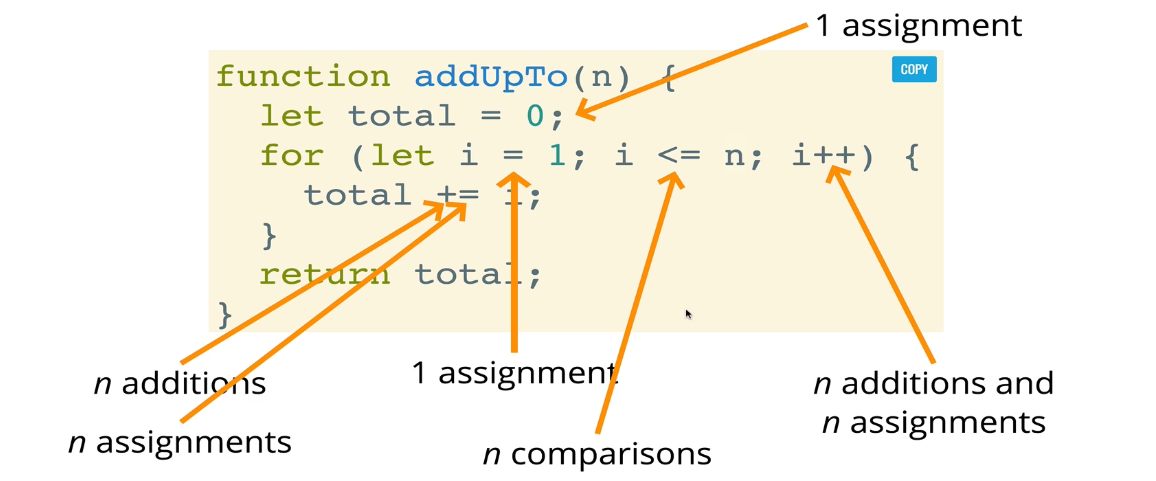 1 assignment
COPY
function addUpTo(n) {
let total = 0;
for (let i = 1; i <= n; i++) {
total += i;
}
return total;
}
n additions
n assignments
1 assignment
n comparisons
n additions and
n assignments